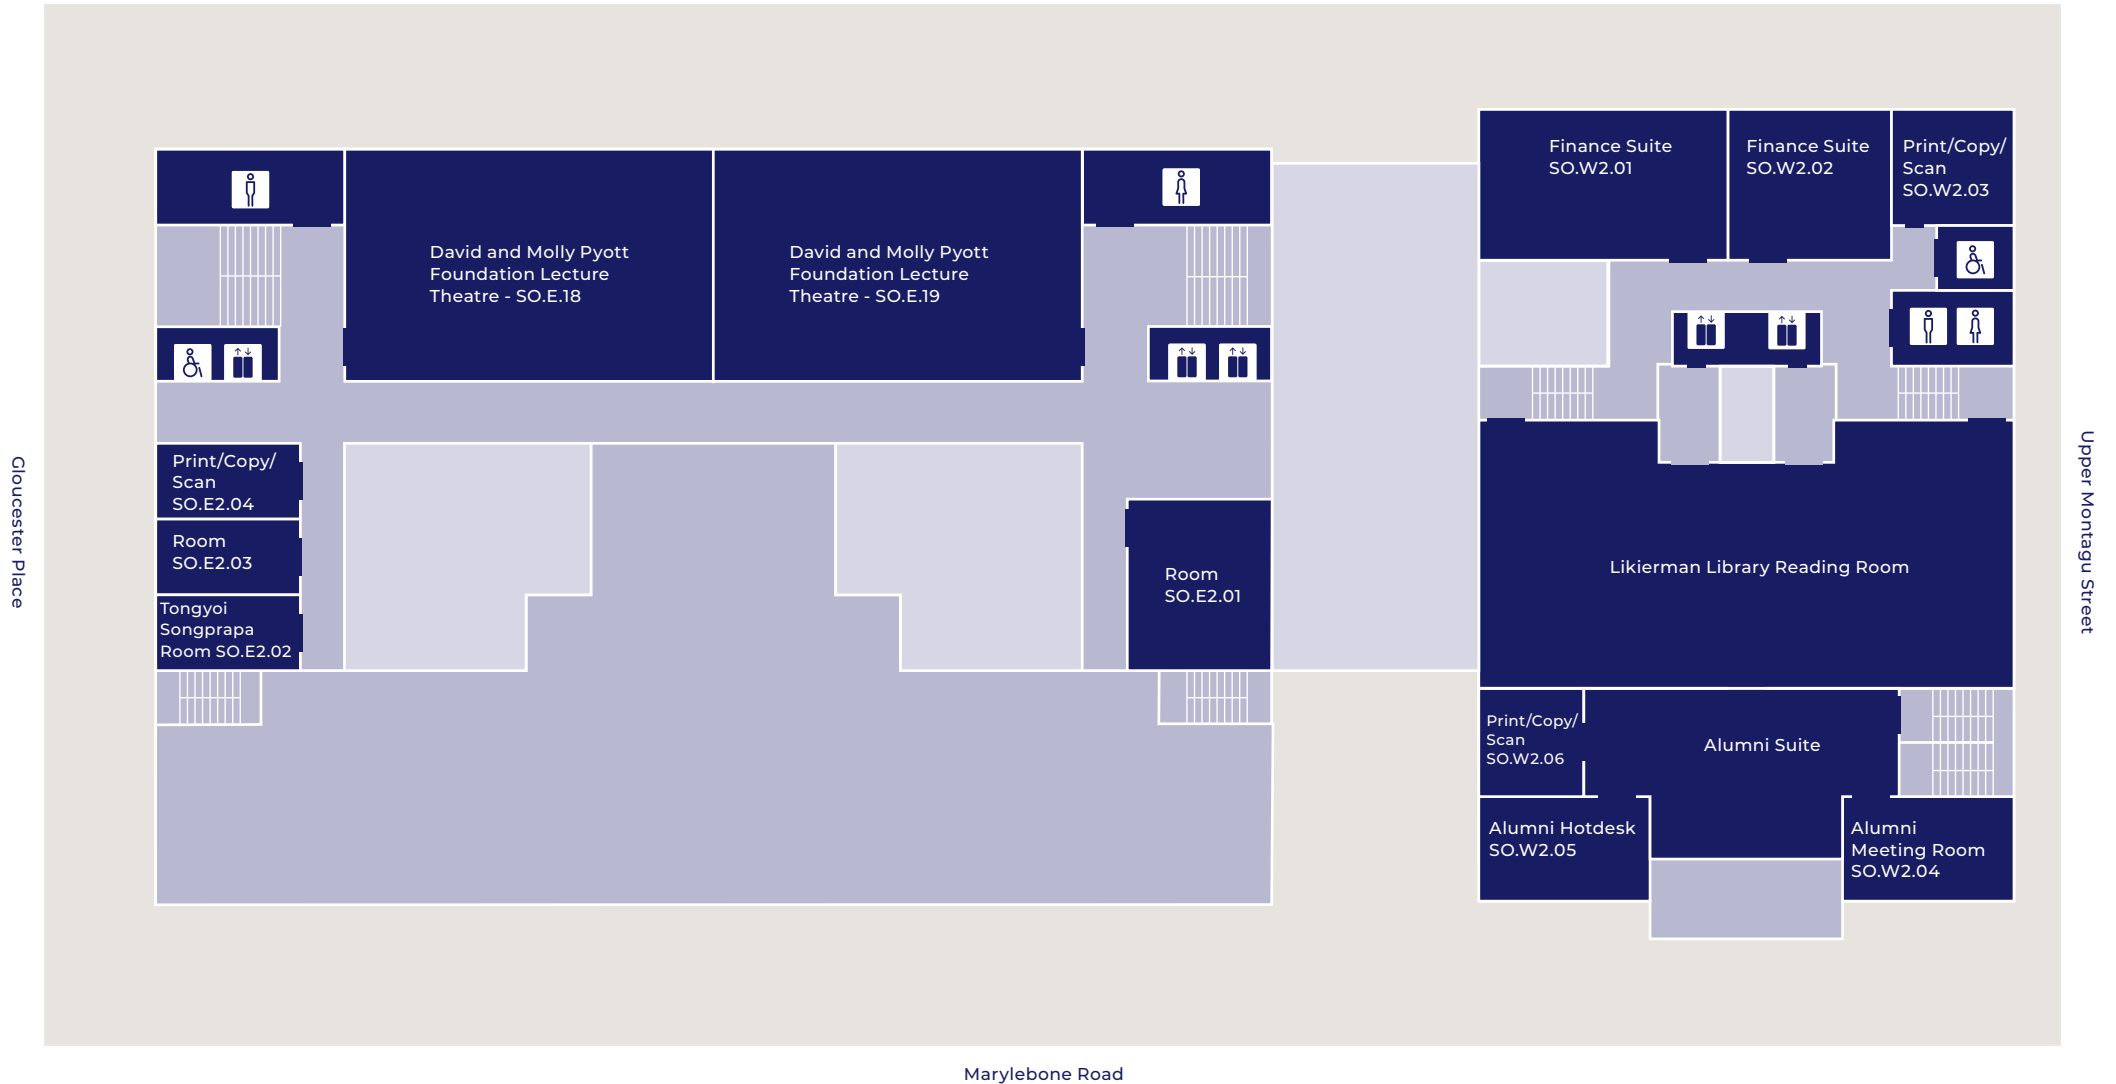 Finance Suite
SO.W2.01
Finance Suite
SO.W2.02
Print/Copy/
Scan
SO.W2.03
David and Molly Pyott
Foundation Lecture
Theatre - SO.E.18
David and Molly Pyott
Foundation Lecture
Theatre - SO.E.19
Print/Copy/
Scan
SO.E2.04
Room
SO.E2.03
Tongyoi
Songprapa
Room SO.E2.02
Room
SO.E2.01
Likierman Library Reading Room
Print/Copy/
Scan
SO.W2.06
Alumni Suite
Alumni Hotdesk
SO.W2.05
Alumni
Meeting Room
SO.W2.04
Gloucester Place
Upper Montagu Street
Marylebone Road